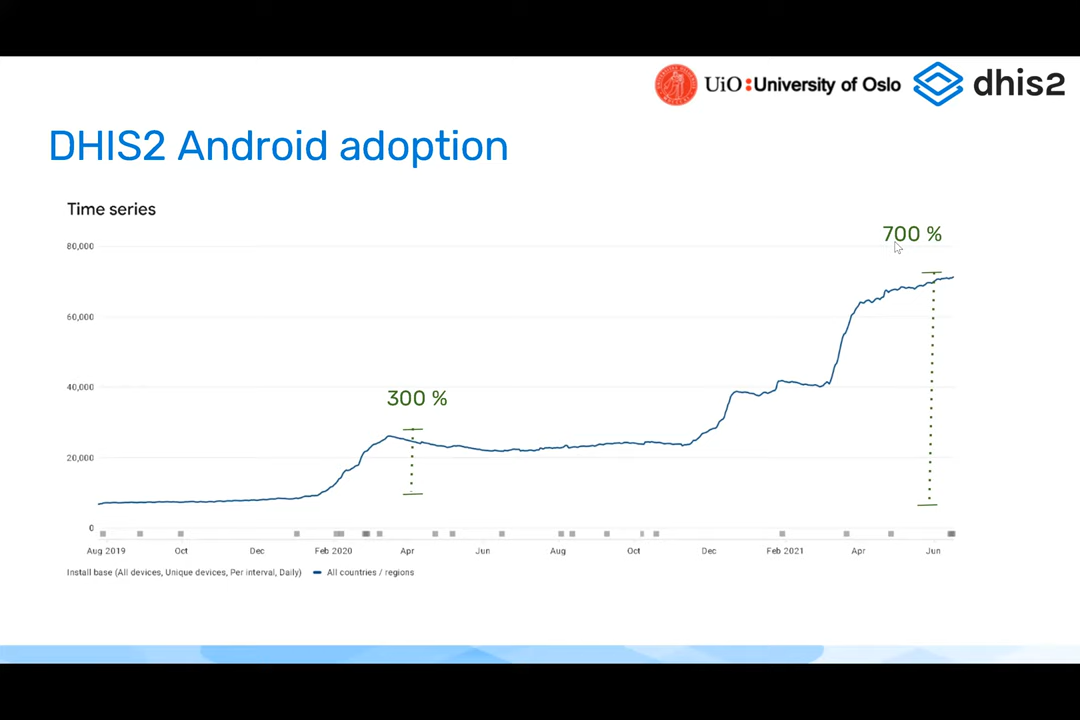 UiO:University of Oslo
dhis2
DHIS2 Android adoption
Time series
700 %
80,000
60,000
300 %
40,000
20,000
0
Aug 2019 Oct Dec Feb 2020 Apr Jun Aug Oct Dec Feb 2021 Apr Jun
Install base (All devices, Unique devices, Per interval, Daily) All countries / regions